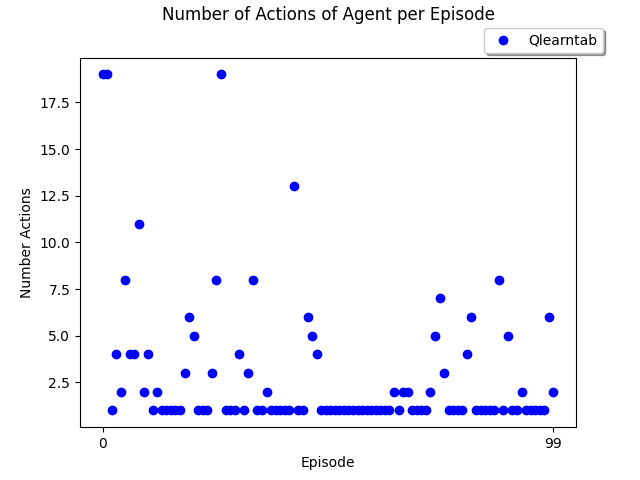 Number of Actions of Agent per Episode
Qlearntab
17.5
15.0
12.5
10.0
7.5
5.0
2.5
Number Actions
0
99
Episode